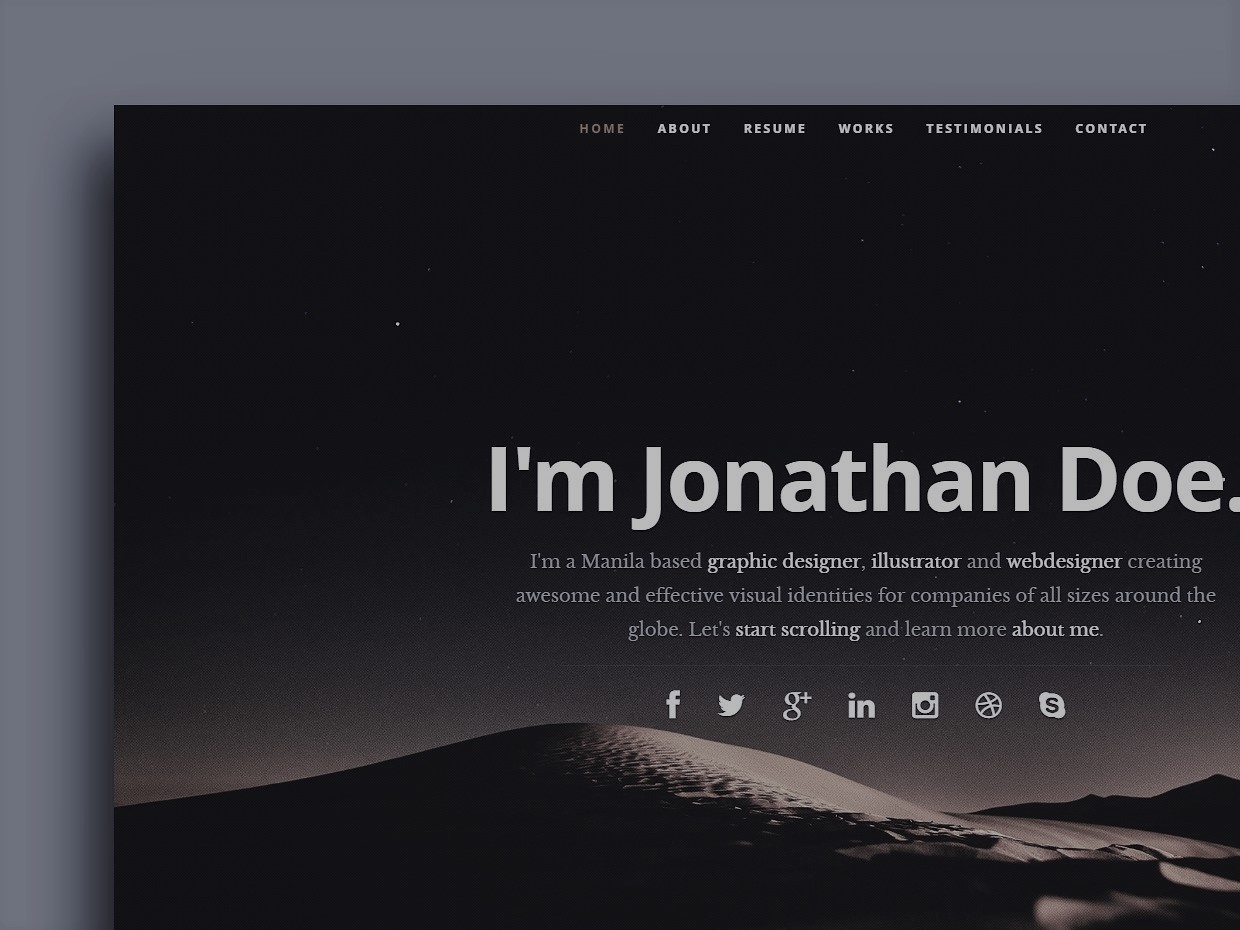 HOME ABOUT RESUME WORKS TESTIMONIALS CONTACT
I'm Jonathan Doe.
I'm a Manila based graphic designer, illustrator and webdesigner creating
awesome and effective visual identities for companies of all sizes around the
globe. Let's start scrolling and learn more about me.